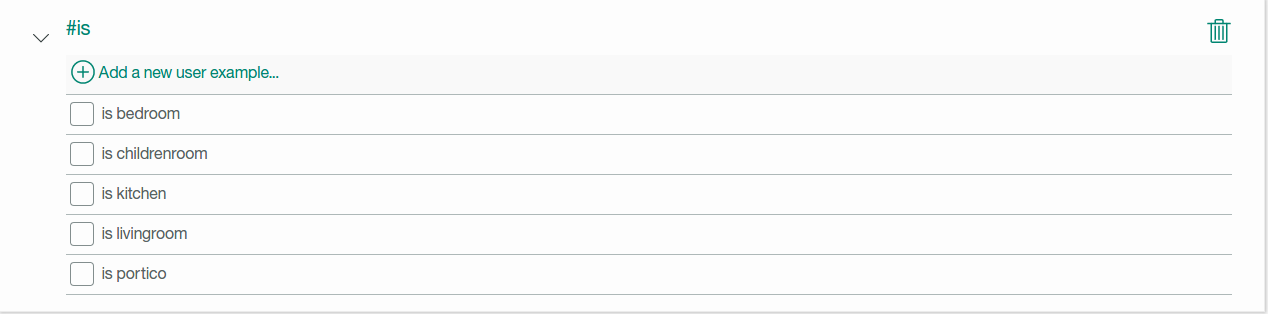 #is
Add a new user example...
is bedroom
is childrenroom
is kitchen
is livingroom
is portico